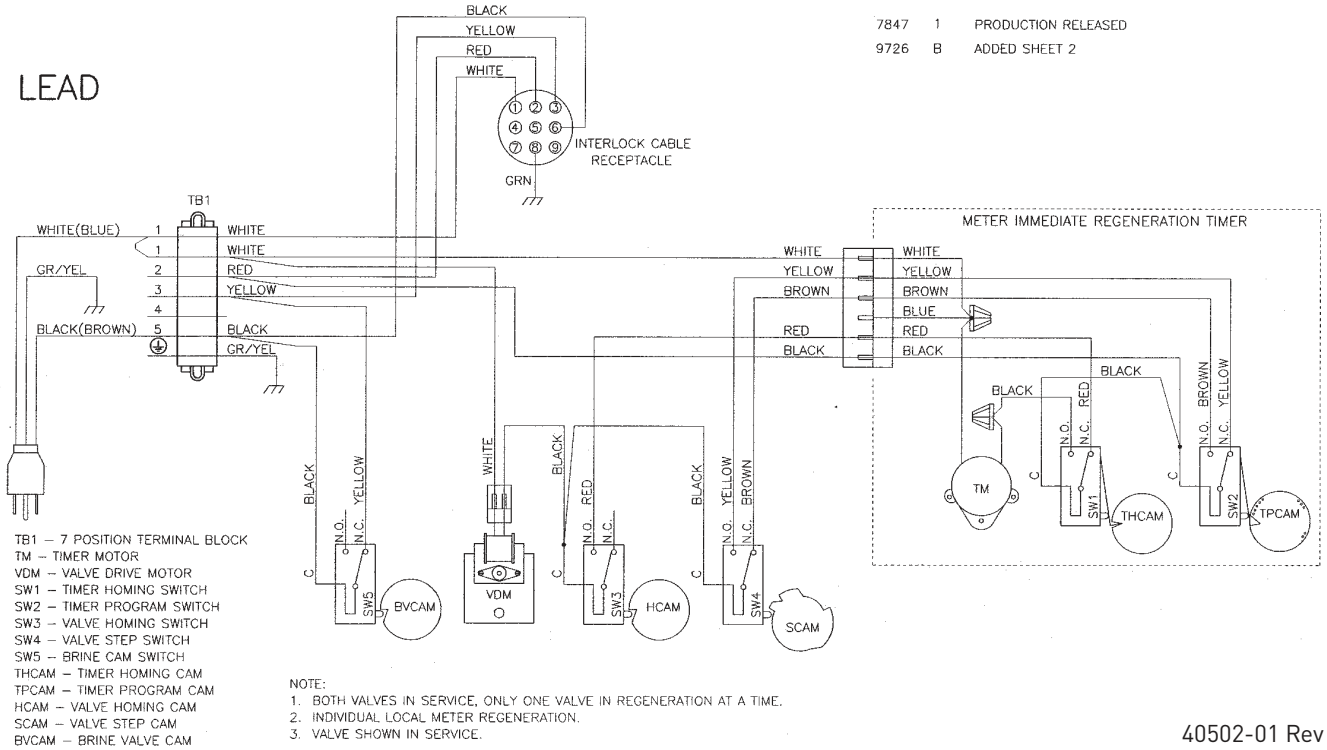 BLACK
YELLOW
RED
WHITE
7847 1 PRODUCTION RELEASED
9726 B ADDED SHEET 2
LEAD
1 2 3
4 5 6
7 8 9
INTERLOCK CABLE
RECEPTACLE
GRN
TB1
WHITE(BLUE) 1 WHITE
1 WHITE
GR/YEL 2 RED
3 YELLOW
4
BLACK(BROWN) 5 BLACK
GR/YEL
METER IMMEDIATE REGENERATION TIMER
WHITE WHITE
YELLOW YELLOW
BROWN BROWN
BLUE
RED RED
BLACK BLACK
BLACK
BLACK
RED
BROWN
YELLOW
N.O.
N.C.
C
SW1
THCAM
TM
N.O.
N.C.
C
SW2
TPCAM
BLACK
YELLOW
N.O.
N.C.
C
SW5
BVCAM
WHITE
VDM
BLACK
RED
N.O.
N.C.
C
SW3
HCAM
BLACK
YELLOW
BROWN
N.O.
N.C.
C
SW4
SCAM
TB1 – 7 POSITION TERMINAL BLOCK
TM – TIMER MOTOR
VDM – VALVE DRIVE MOTOR
SW1 – TIMER HOMING SWITCH
SW2 – TIMER PROGRAM SWITCH
SW3 – VALVE HOMING SWITCH
SW4 – VALVE STEP SWITCH
SW5 – BRINE CAM SWITCH
THCAM – TIMER HOMING CAM
TPCAM – TIMER PROGRAM CAM
HCAM – VALVE HOMING CAM
SCAM – VALVE STEP CAM
BVCAM – BRINE VALVE CAM
NOTE:
1. BOTH VALVES IN SERVICE, ONLY ONE VALVE IN REGENERATION AT A TIME.
2. INDIVIDUAL LOCAL METER REGENERATION.
3. VALVE SHOWN IN SERVICE.
40502-01 Rev